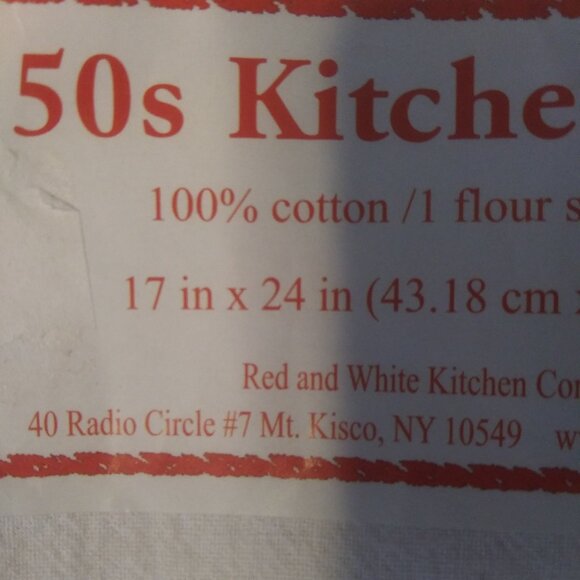 50s Kitche
100% cotton /1 flour s
17 in x 24 in (43.18 cm x
Red and White Kitchen Com
40 Radio Circle #7 Mt. Kisco, NY 10549 w